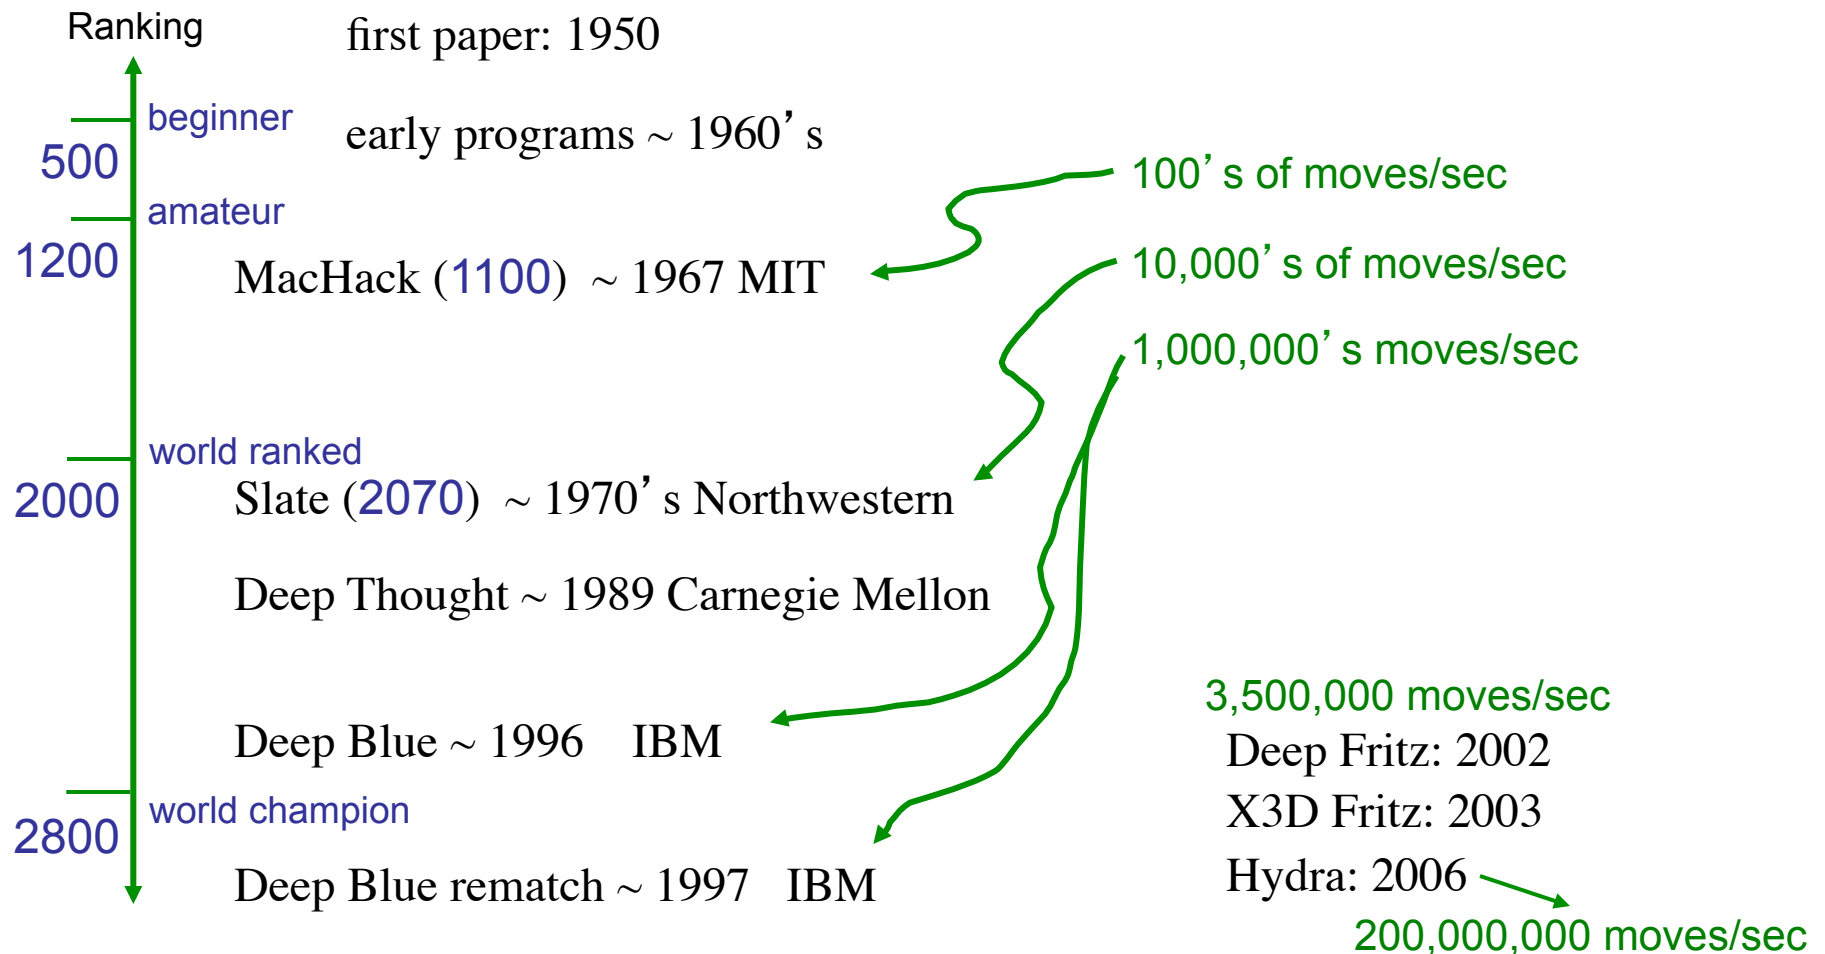 Ranking
first paper: 1950
beginner
early programs ~ 1960’s
500
100’s of moves/sec
amateur
1200
MacHack (1100) ~ 1967 MIT
10,000’s of moves/sec
1,000,000’s moves/sec
world ranked
2000
Slate (2070) ~ 1970’s Northwestern
Deep Thought ~ 1989 Carnegie Mellon
3,500,000 moves/sec
Deep Blue ~ 1996 IBM
Deep Fritz: 2002
world champion
X3D Fritz: 2003
2800
Deep Blue rematch ~ 1997 IBM
Hydra: 2006
200,000,000 moves/sec